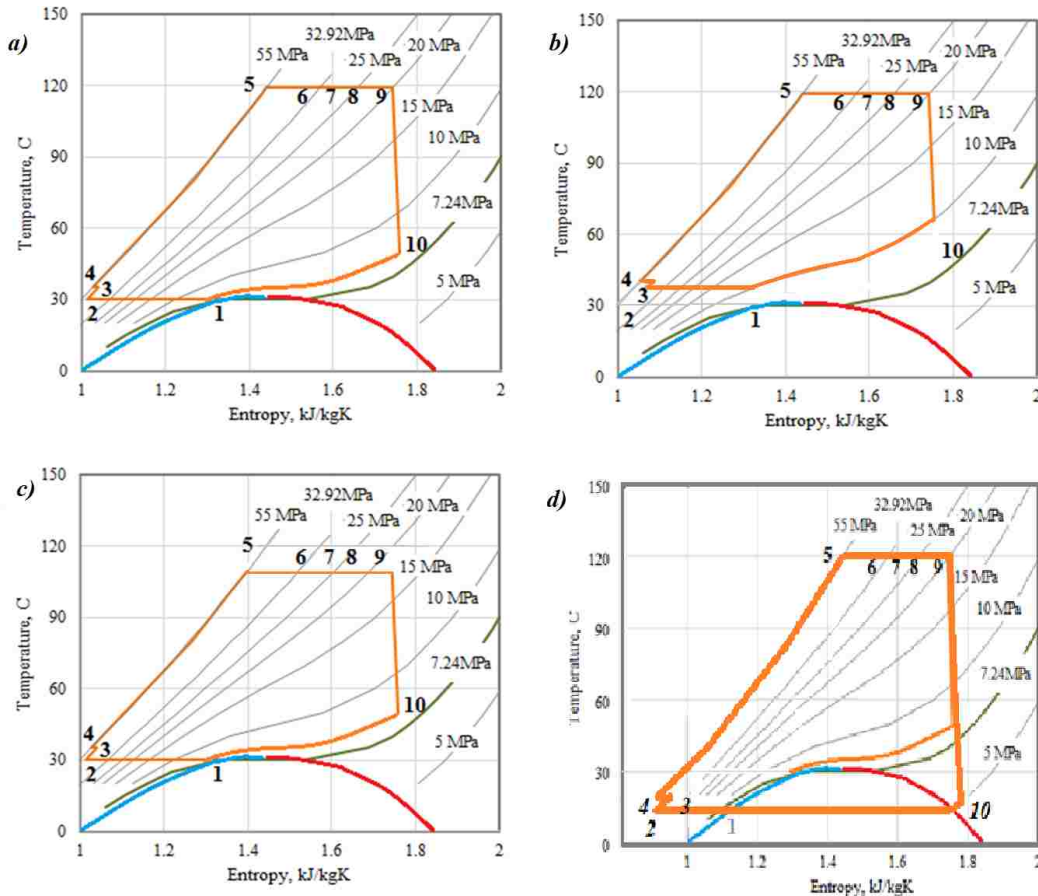 a)
150
120
90
60
30
0
Temperature, C
55 MPa
32.92MPa
25 MPa
20 MPa
15 MPa
10 MPa
7.24MPa
5 MPa
5
6
7
8
9
4
3
2
1
10
1
1.2
1.4
1.6
1.8
2
Entropy, kJ/kgK
b)
150
120
90
60
30
0
Temperature, C
55 MPa
32.92MPa
25 MPa
20 MPa
15 MPa
10 MPa
7.24MPa
5 MPa
5
6
7
8
9
4
3
2
1
10
1
1.2
1.4
1.6
1.8
2
Entropy, kJ/kgK
c)
150
120
90
60
30
0
Temperature, C
55 MPa
32.92MPa
25 MPa
20 MPa
15 MPa
10 MPa
7.24MPa
5 MPa
5
6
7
8
9
4
3
2
1
10
1
1.2
1.4
1.6
1.8
2
Entropy, kJ/kgK
d)
150
120
90
60
30
0
Temperature, C
55 MPa
32.92MPa
25 MPa
20 MPa
15 MPa
10 MPa
7.24MPa
5 MPa
5
6
7
8
9
4
3
2
1
10
1
1.2
1.4
1.6
1.8
2
Entropy, kJ/kgK